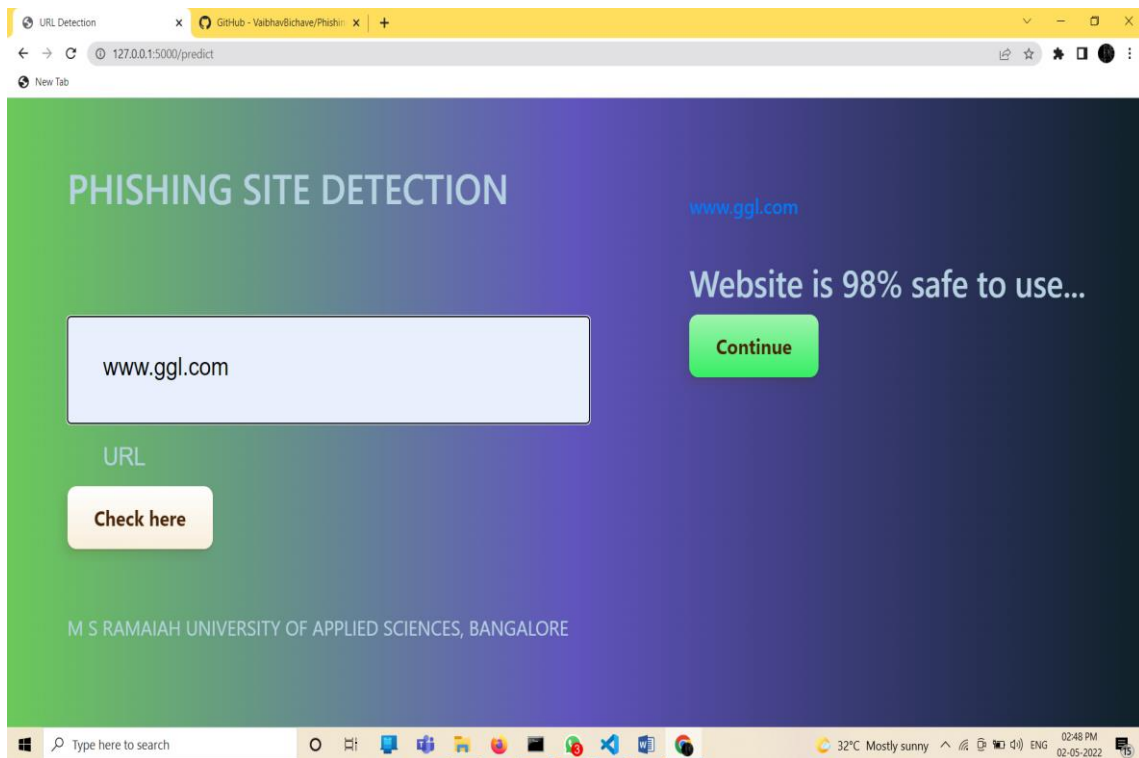 URL Detection
GitHub - VaibhavBichave/Phishin
127.0.0.1:5000/predict
New Tab
PHISHING SITE DETECTION
www.ggl.com
Website is 98% safe to use...
Continue
www.ggl.com
URL
Check here
M S RAMAIAH UNIVERSITY OF APPLIED SCIENCES, BANGALORE
Type here to search
3
32°C Mostly sunny
ENG
02:48 PM
02-05-2022
15